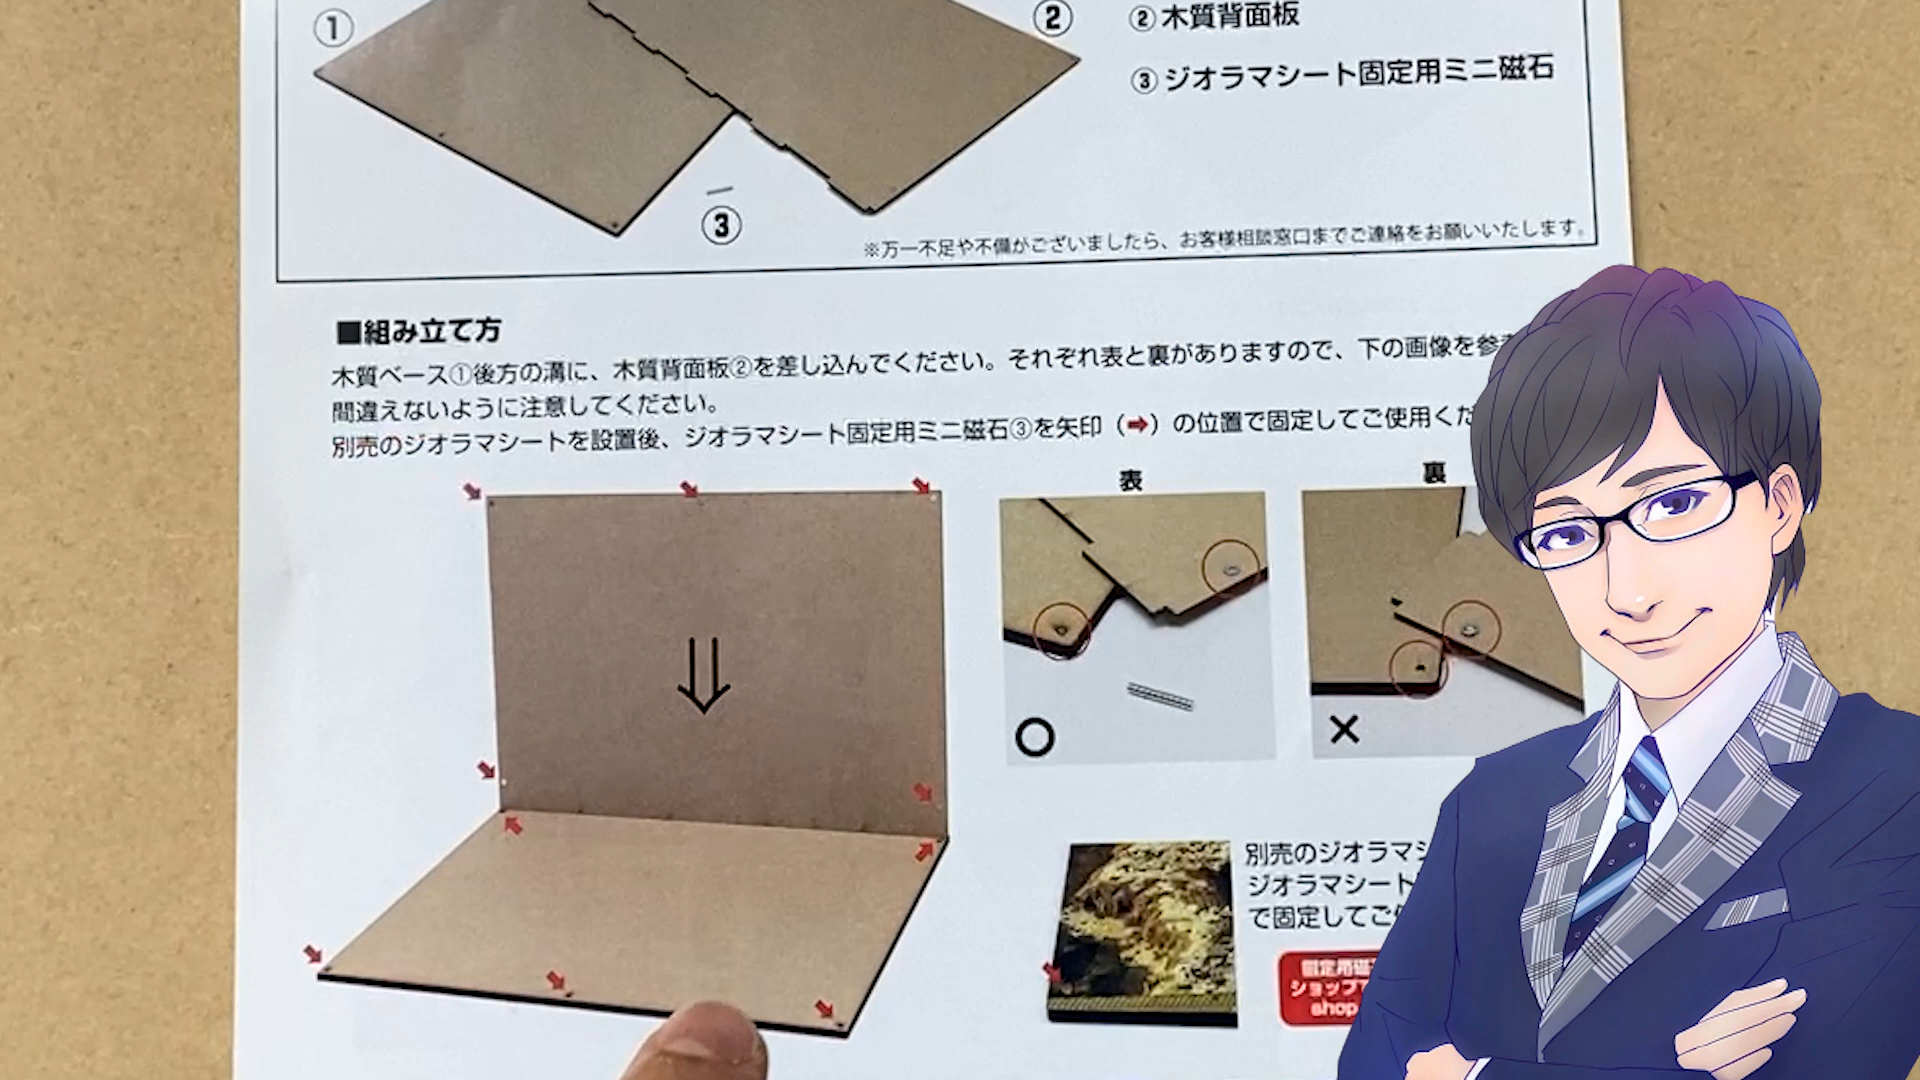 ①
②
②木質背面板
③ジオラマシート固定用ミニ磁石
③
※万一不足や不備がございましたら、お客様相談窓口までご連絡をお願いいたします。
■組み立て方
木質ベース①後方の溝に、木質背面板②を差し込んでください。それぞれ表と裏がありますので、下の画像を参
間違えないように注意してください。
別売のジオラマシートを設置後、ジオラマシート固定用ミニ磁石③を矢印（➡）の位置で固定してご使用くだ
表
裏
○
×
別売のジオラマシ
ジオラマシート
で固定してご
固定用磁
ショップ
shop